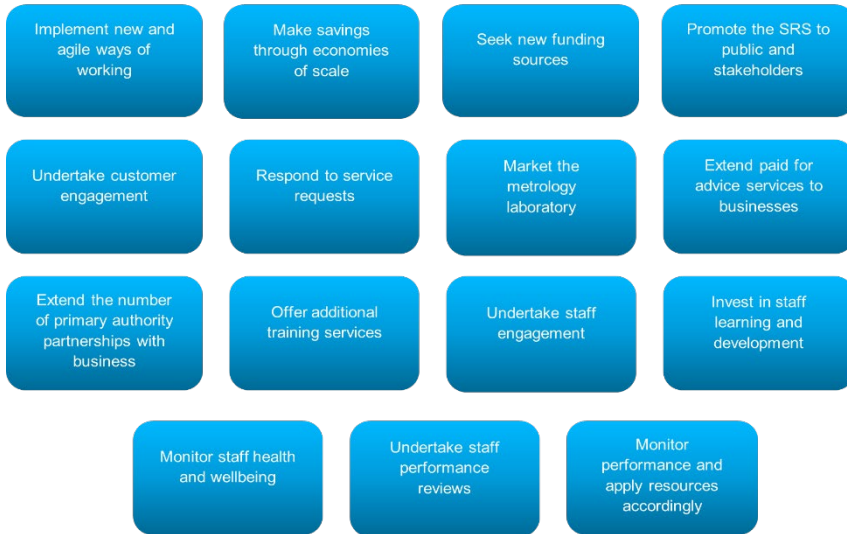 Implement new and
agile ways of
working
Make savings
through economies
of scale
Seek new funding
sources
Promote the SRS to
public and
stakeholders
Undertake customer
engagement
Respond to service
requests
Market the
metrology
laboratory
Extend paid for
advice services to
businesses
Extend the number
of primary authority
partnerships with
business
Offer additional
training services
Undertake staff
engagement
Invest in staff
learning and
development
Monitor staff health
and wellbeing
Undertake staff
performance
reviews
Monitor
performance and
apply resources
accordingly